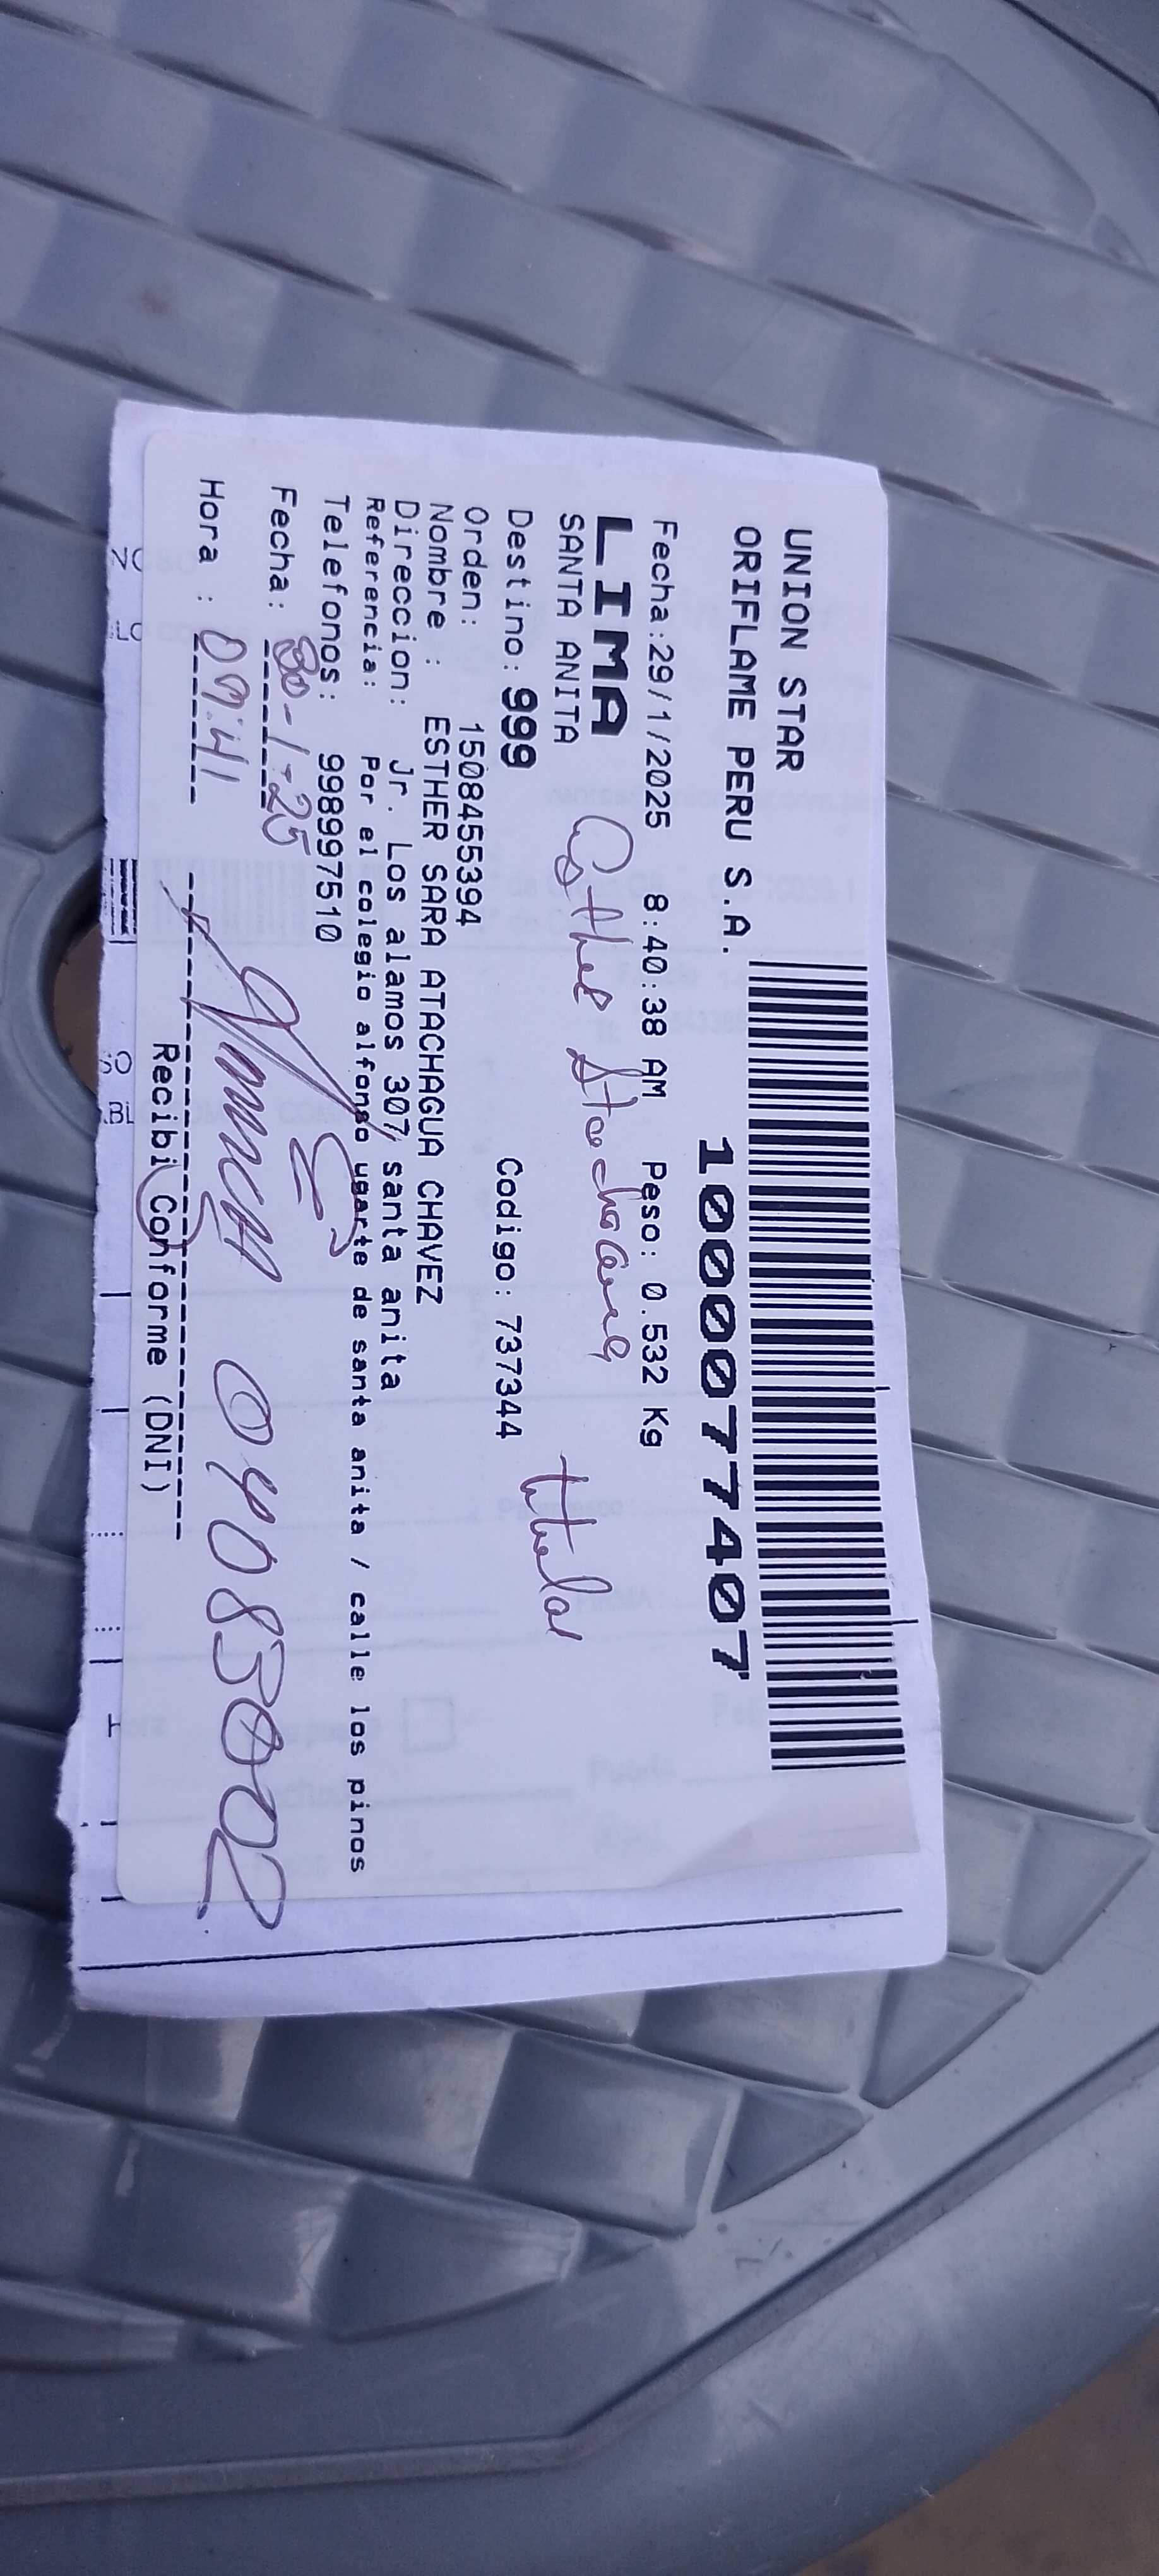 UNION STAR
ORIFLAME PERU S.A.
1000077407
Fecha:29/1/2025 8:40:38 AM Peso: 0.532 Kg
LIMA
SANTA ANITA
Esther Atachagua
titular
Destino: 999 Codigo: 737344
Orden: 1508455394
Nombre : ESTHER SARA ATACHAGUA CHAVEZ
Direccion: Jr. Los alamos 307, santa anita
Referencia: Por el colegio alfonso ugarte de santa anita / calle los pinos
Telefonos: 998997510
Fecha: 30-1-25
Hora : 09:41
04083002
Recibi Conforme (DNI)